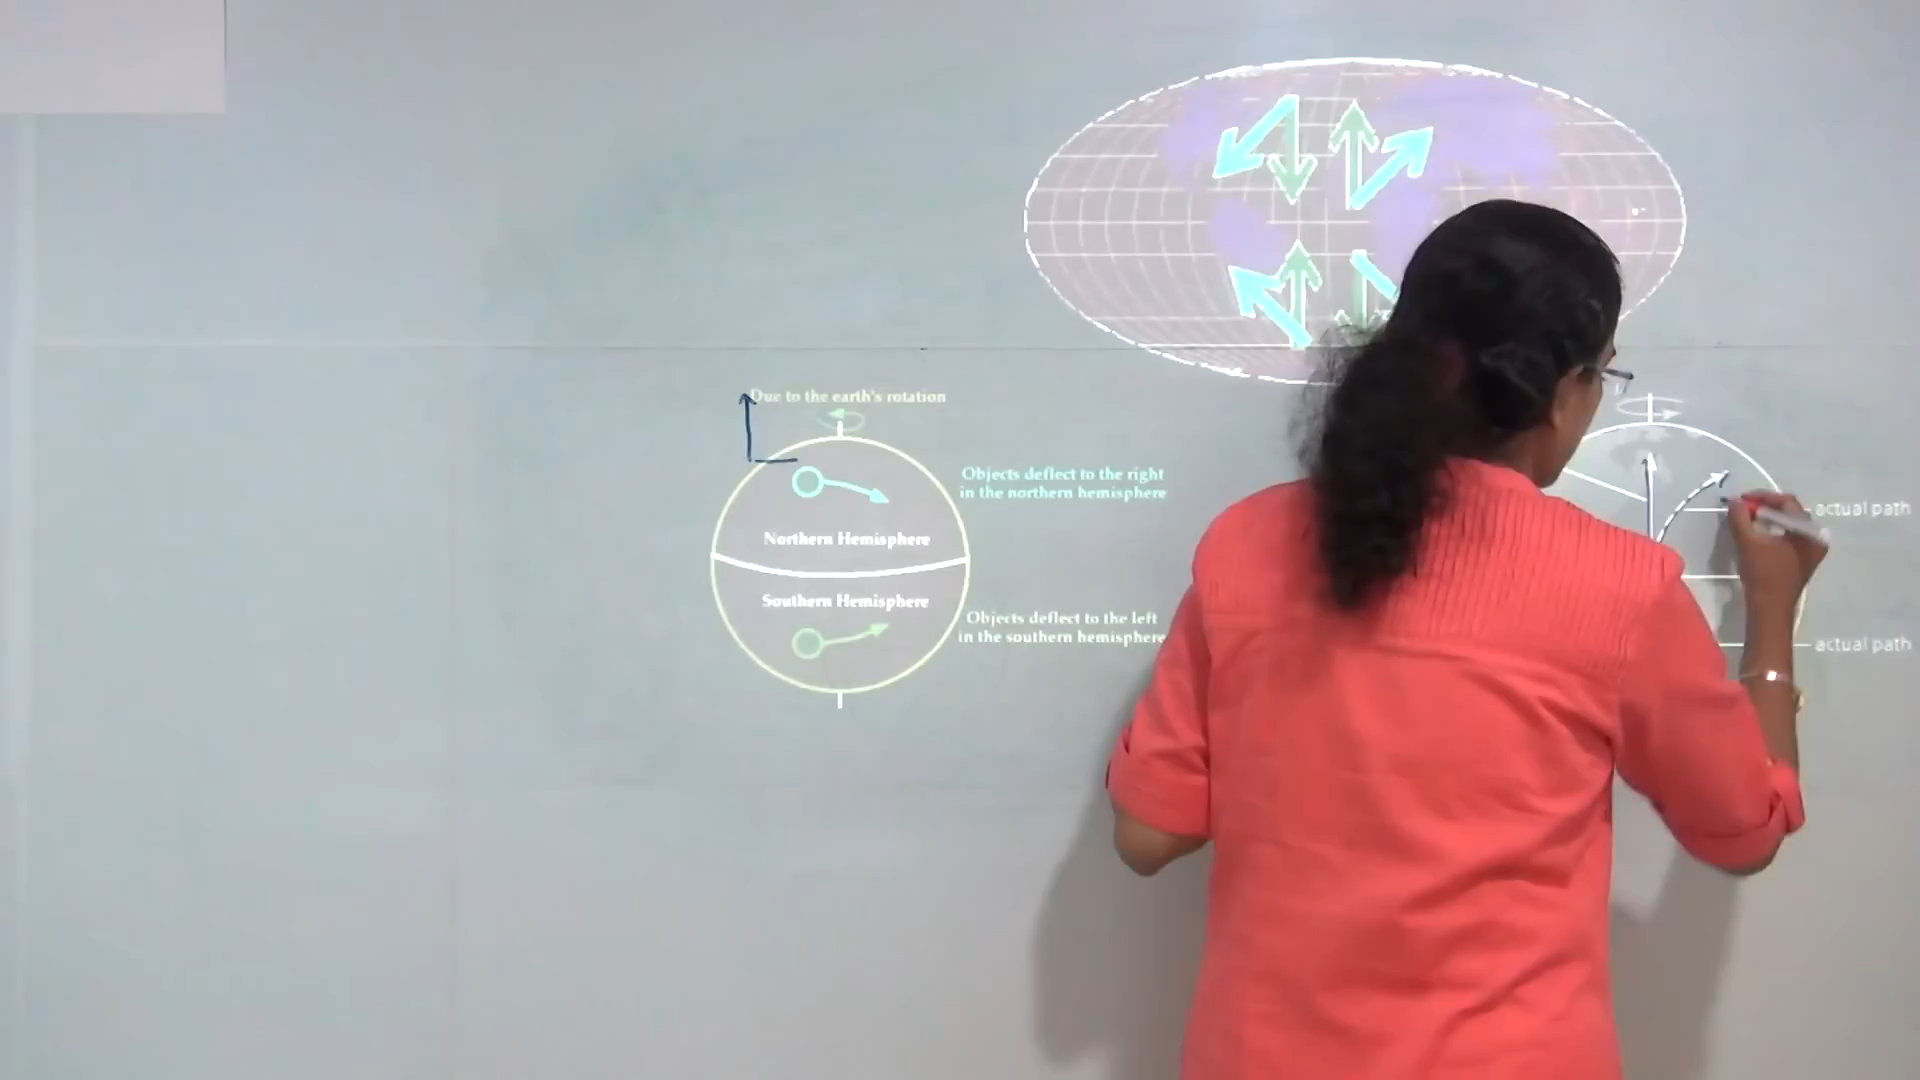 Due to the earth's rotation
Objects deflect to the right
in the northern hemisphere
Northern Hemisphere
Southern Hemisphere
Objects deflect to the left
in the southern hemisphere
actual path
actual path